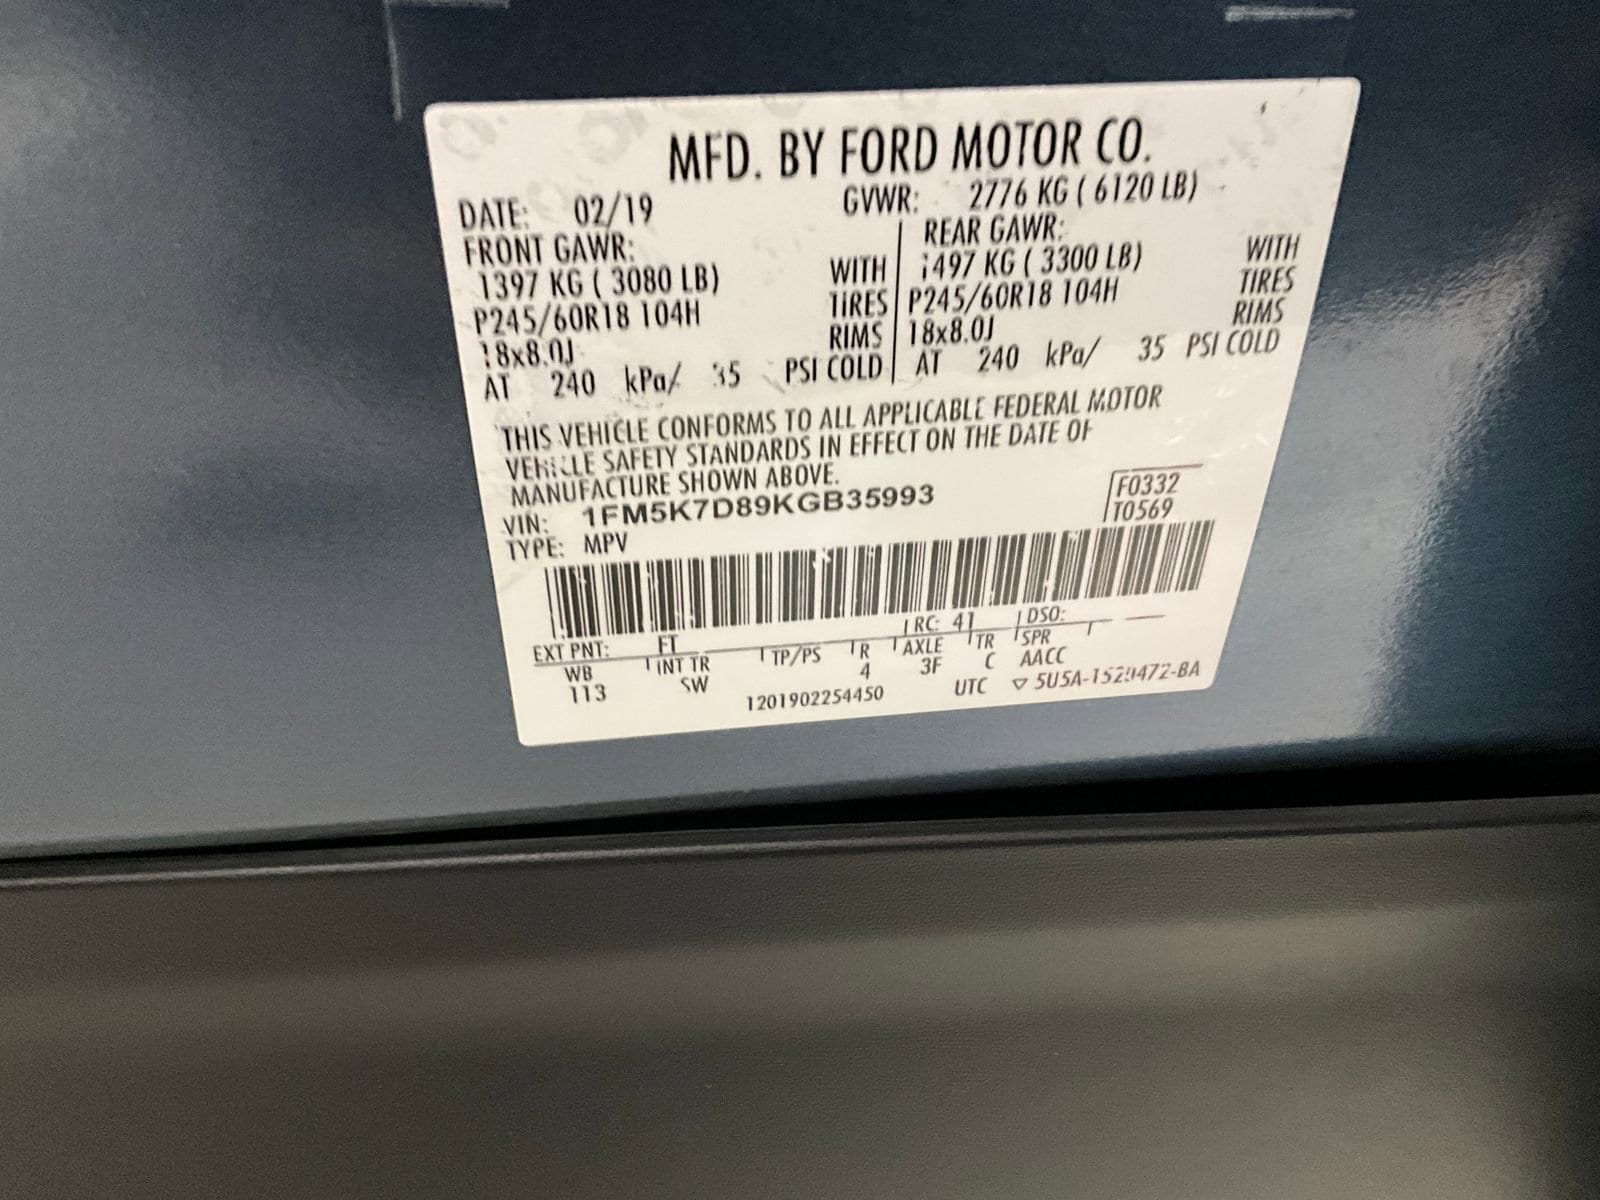 MFD. BY FORD MOTOR CO.
DATE: 02/19 GVWR: 2776 KG ( 6120 LB)
FRONT GAWR: REAR GAWR:
1397 KG ( 3080 LB) WITH 1497 KG ( 3300 LB) WITH
P245/60R18 104H TIRES P245/60R18 104H TIRES
18x8.0J RIMS 18x8.0J RIMS
AT 240 kPa/ 35 PSI COLD AT 240 kPa/ 35 PSI COLD
THIS VEHICLE CONFORMS TO ALL APPLICABLE FEDERAL MOTOR
VEHICLE SAFETY STANDARDS IN EFFECT ON THE DATE OF
MANUFACTURE SHOWN ABOVE.
VIN: 1FM5K7D89KGB35993 F0332
TYPE: MPV T0569
EXT PNT: FT RC: 41 DSO:
WB INT TR TP/PS R AXLE TR SPR
113 SW 4 3F C AACC
1201902254450 UTC ▽ 5U5A-1520472-BA